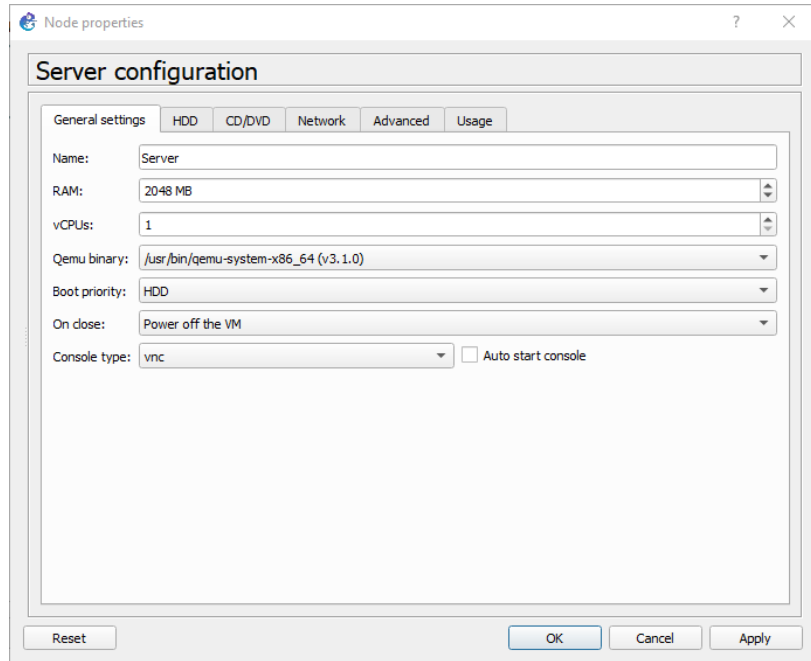 Node properties
Server configuration
General settings HDD CD/DVD Network Advanced Usage
Name: Server
RAM: 2048 MB
vCPUs: 1
Qemu binary: /usr/bin/qemu-system-x86_64 (v3.1.0)
Boot priority: HDD
On close: Power off the VM
Console type: vnc Auto start console
Reset OK Cancel Apply